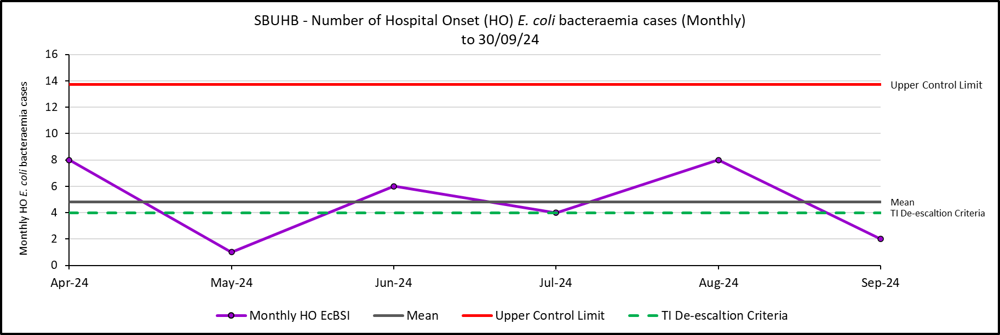 SBUHB - Number of Hospital Onset (HO) E. coli bacteraemia cases (Monthly)
to 30/09/24
Monthly HO E. coli bacteraemia cases
16
14
12
10
8
6
4
2
0
Upper Control Limit
Mean
TI De-escaltion Criteria
Apr-24
May-24
Jun-24
Jul-24
Aug-24
Sep-24
Monthly HO EcBSI
Mean
Upper Control Limit
TI De-escaltion Criteria